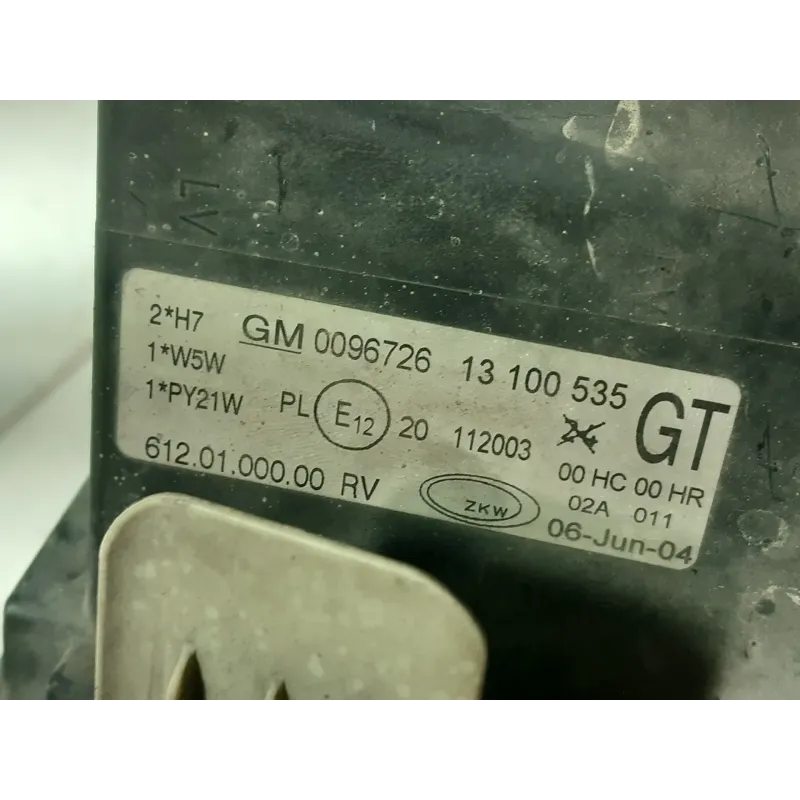 LV
2*H7 GM 0096726 13 100 535 GT
1*W5W
1*PY21W PL E12 20 112003
00 HC 00 HR
612.01.000.00 RV ZKW 02A 011
06-Jun-04